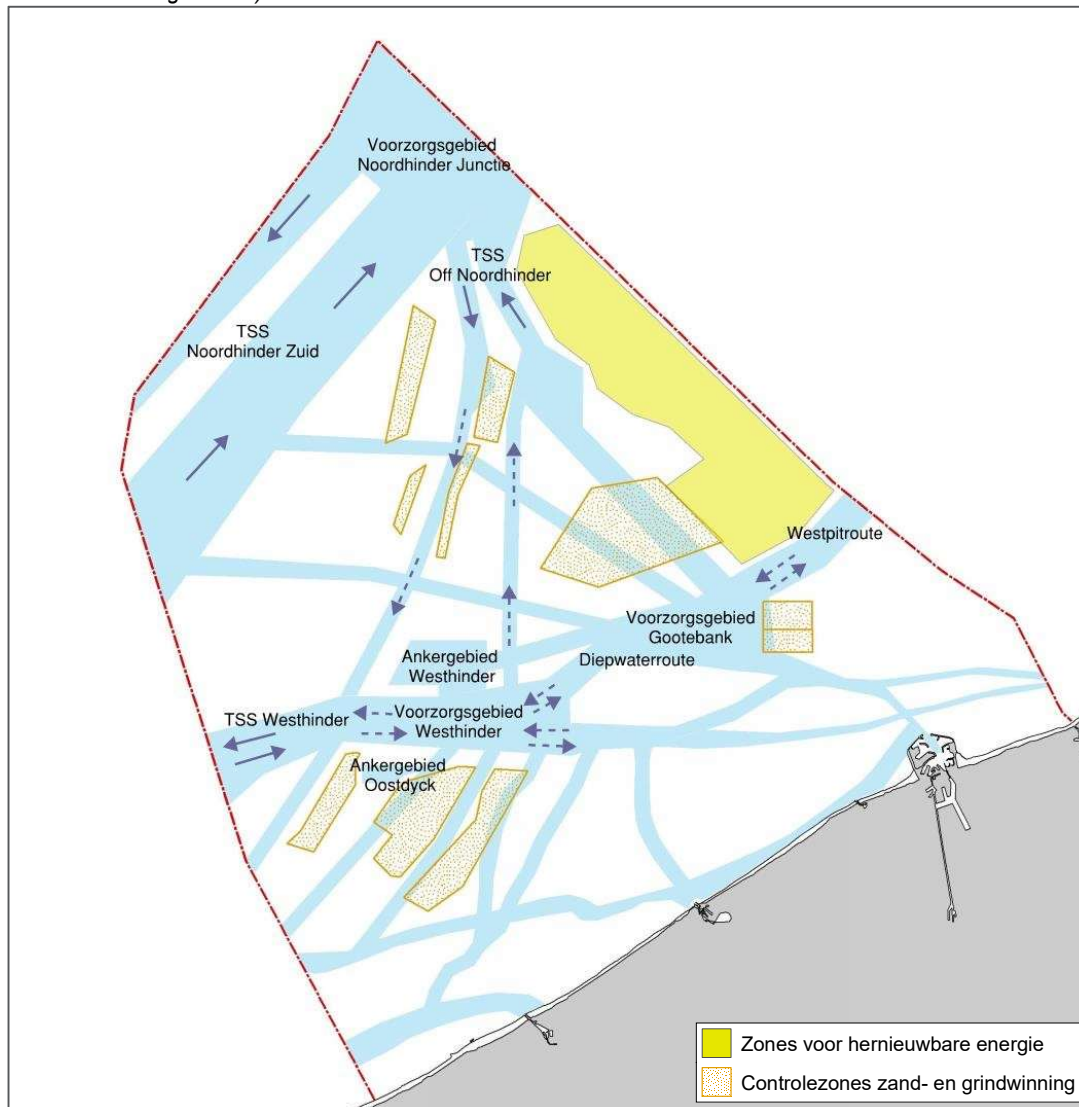 Voorzorgsgebied
Noordhinder Junctie
TSS
Off Noordhinder
TSS
Noordhinder Zuid
Westpitroute
Voorzorgsgebied
Gootebank
Diepwaterroute
Ankergebied
Westhinder
TSS Westhinder
Voorzorgsgebied
Westhinder
Ankergebied
Oostdyck
Zones voor hernieuwbare energie
Controlezones zand- en grindwinning